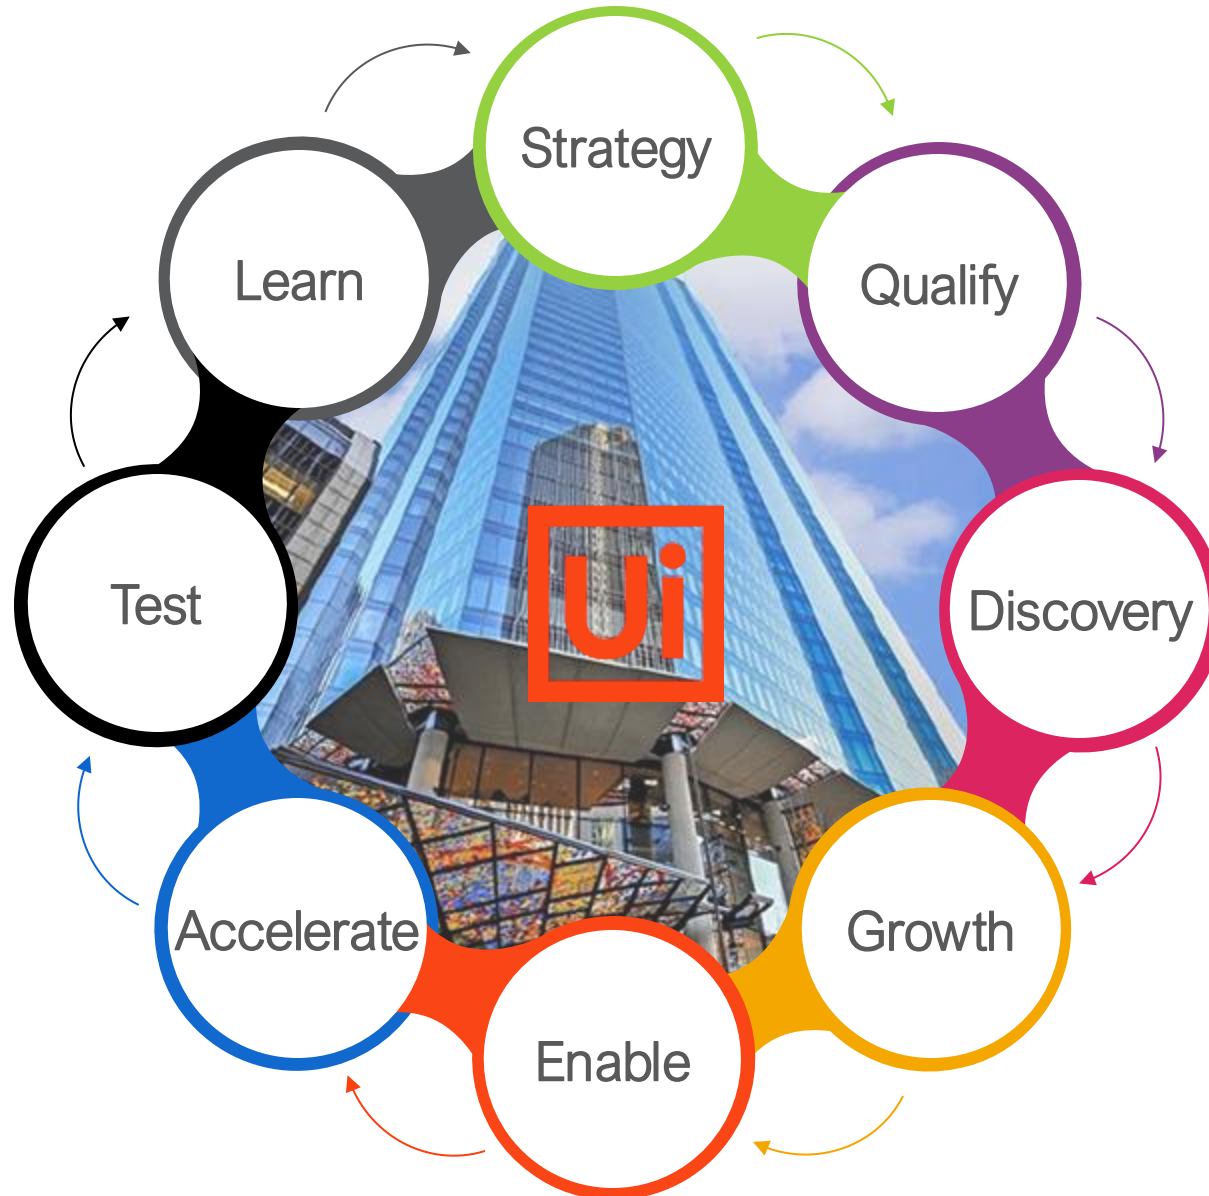 Strategy
Qualify
Discovery
Growth
Enable
Accelerate
Test
Learn
Ui